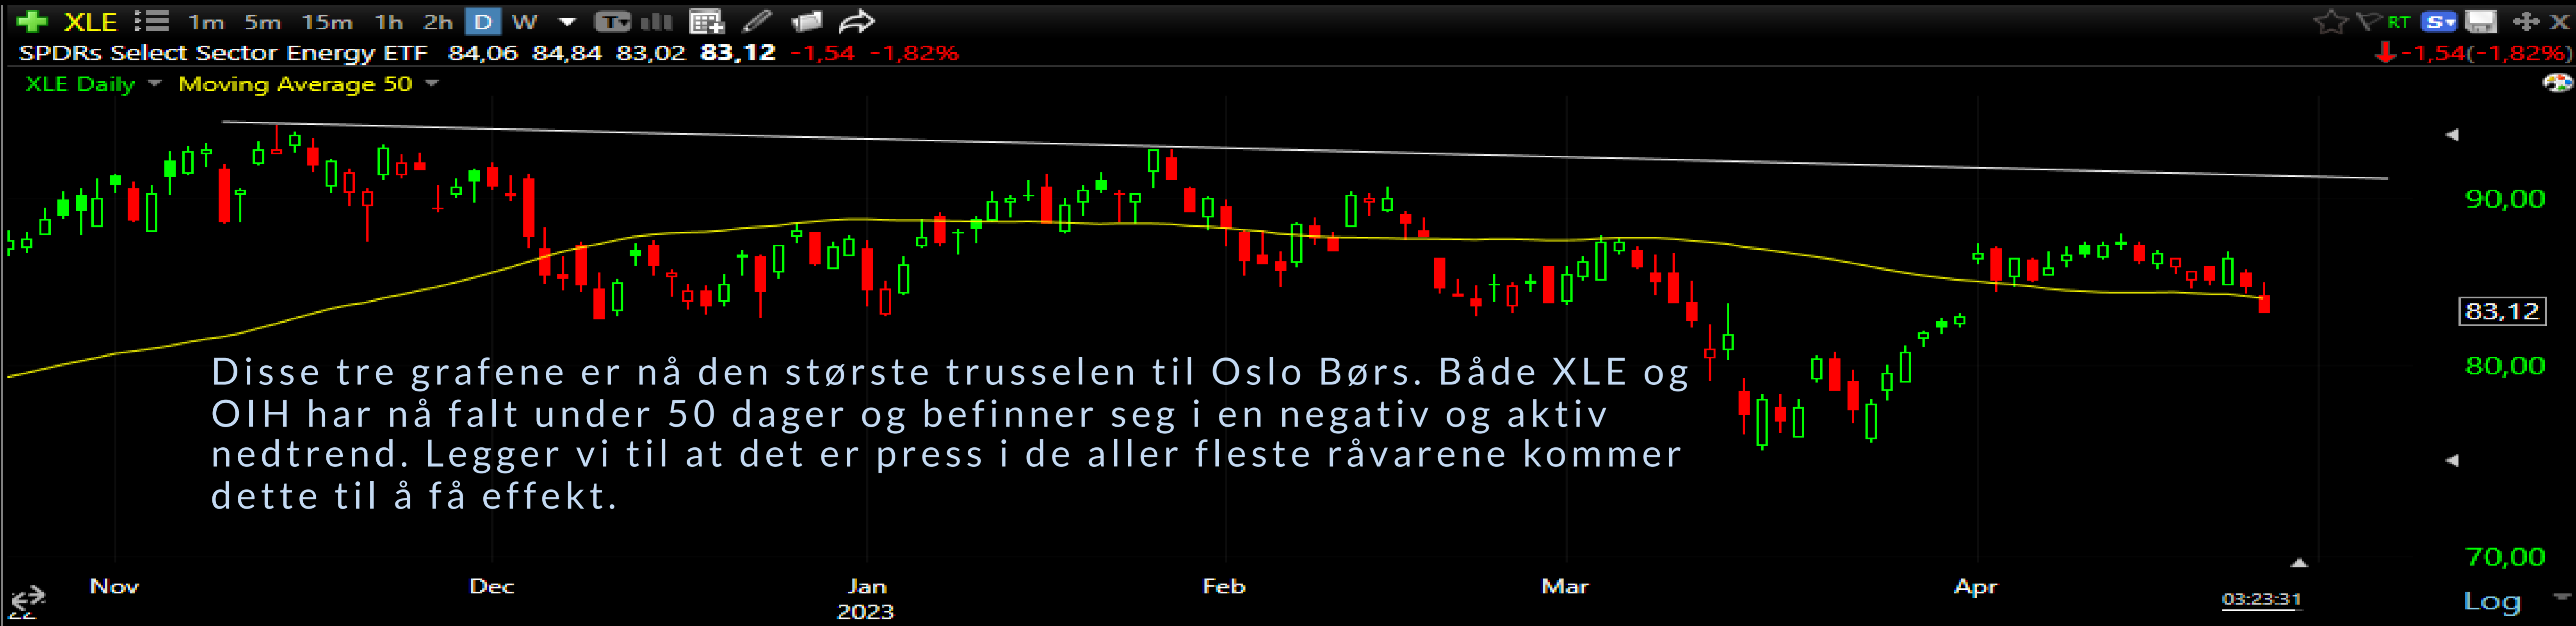 XLE 1m 5m 15m 1h 2h D W T RT S X
SPDRs Select Sector Energy ETF 84,06 84,84 83,02 83,12 -1,54 -1,82% -1,54(-1,82%)
XLE Daily Moving Average 50
90,00
83,12
80,00
70,00
Disse tre grafene er nå den største trusselen til Oslo Børs. Både XLE og
OIH har nå falt under 50 dager og befinner seg i en negativ og aktiv
nedtrend. Legger vi til at det er press i de aller fleste råvarene kommer
dette til å få effekt.
Nov Dec Jan Feb Mar Apr
2023
03:23:31 Log